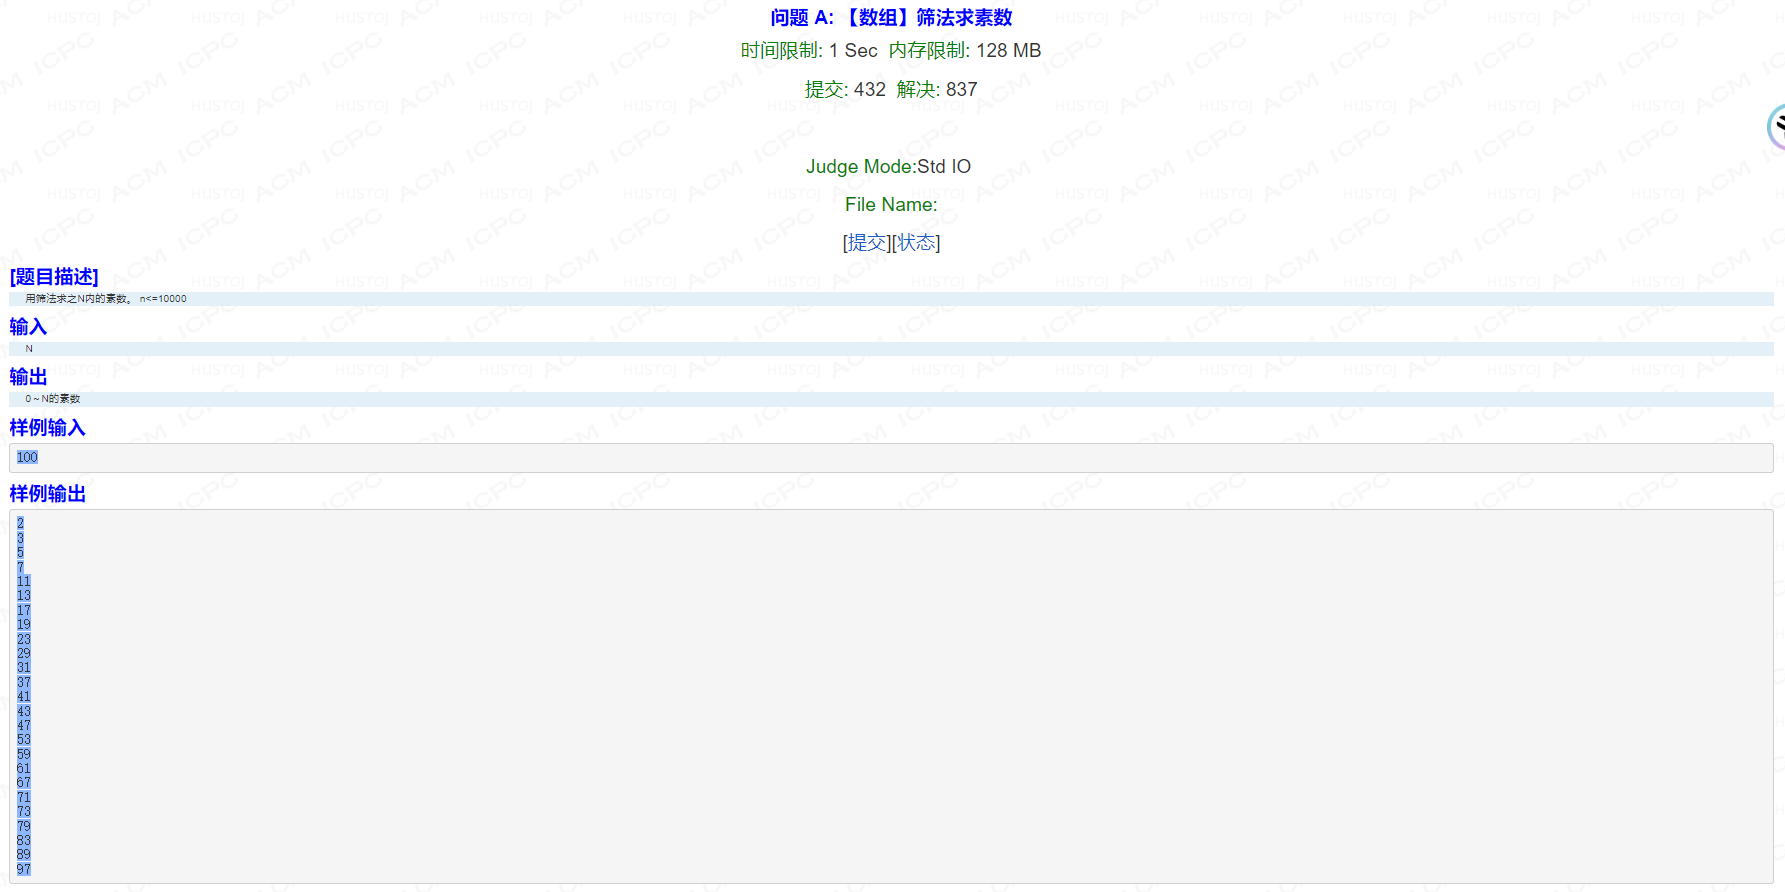 问题 A: 【数组】筛法求素数
时间限制: 1 Sec 内存限制: 128 MB
提交: 432 解决: 837
Judge Mode:Std IO
File Name:
[提交][状态]
[题目描述]
用筛法求之N内的素数。 n<=10000
输入
N
输出
0～N的素数
样例输入
100
样例输出
2
3
5
7
11
13
17
19
23
29
31
37
41
43
47
53
59
61
67
71
73
79
83
89
97